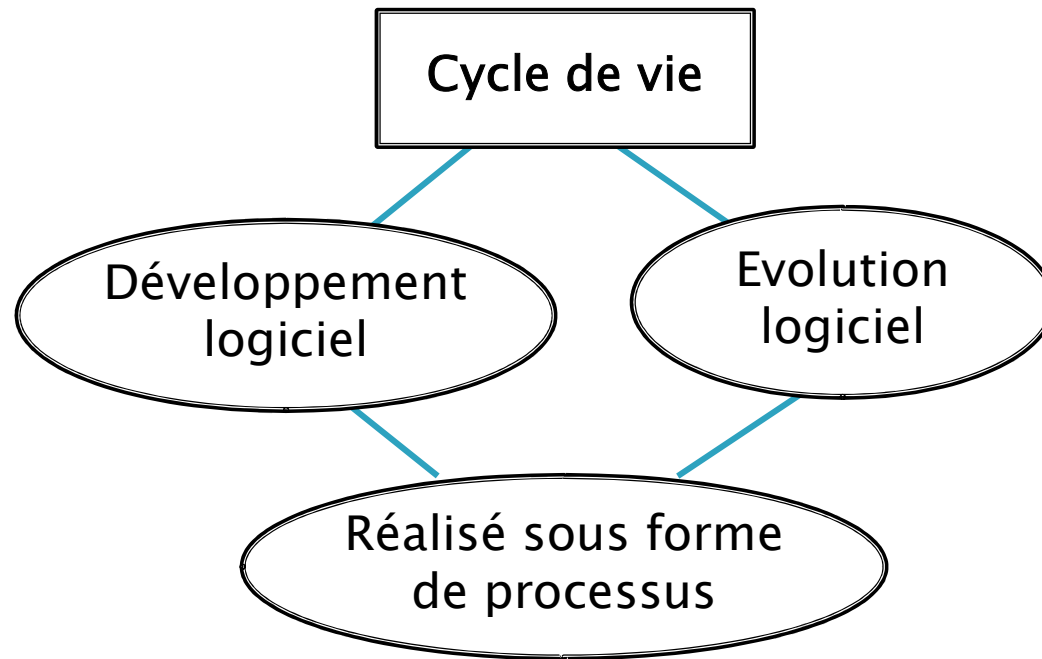 Cycle de vie
Développement
logiciel
Evolution
logiciel
Réalisé sous forme
de processus